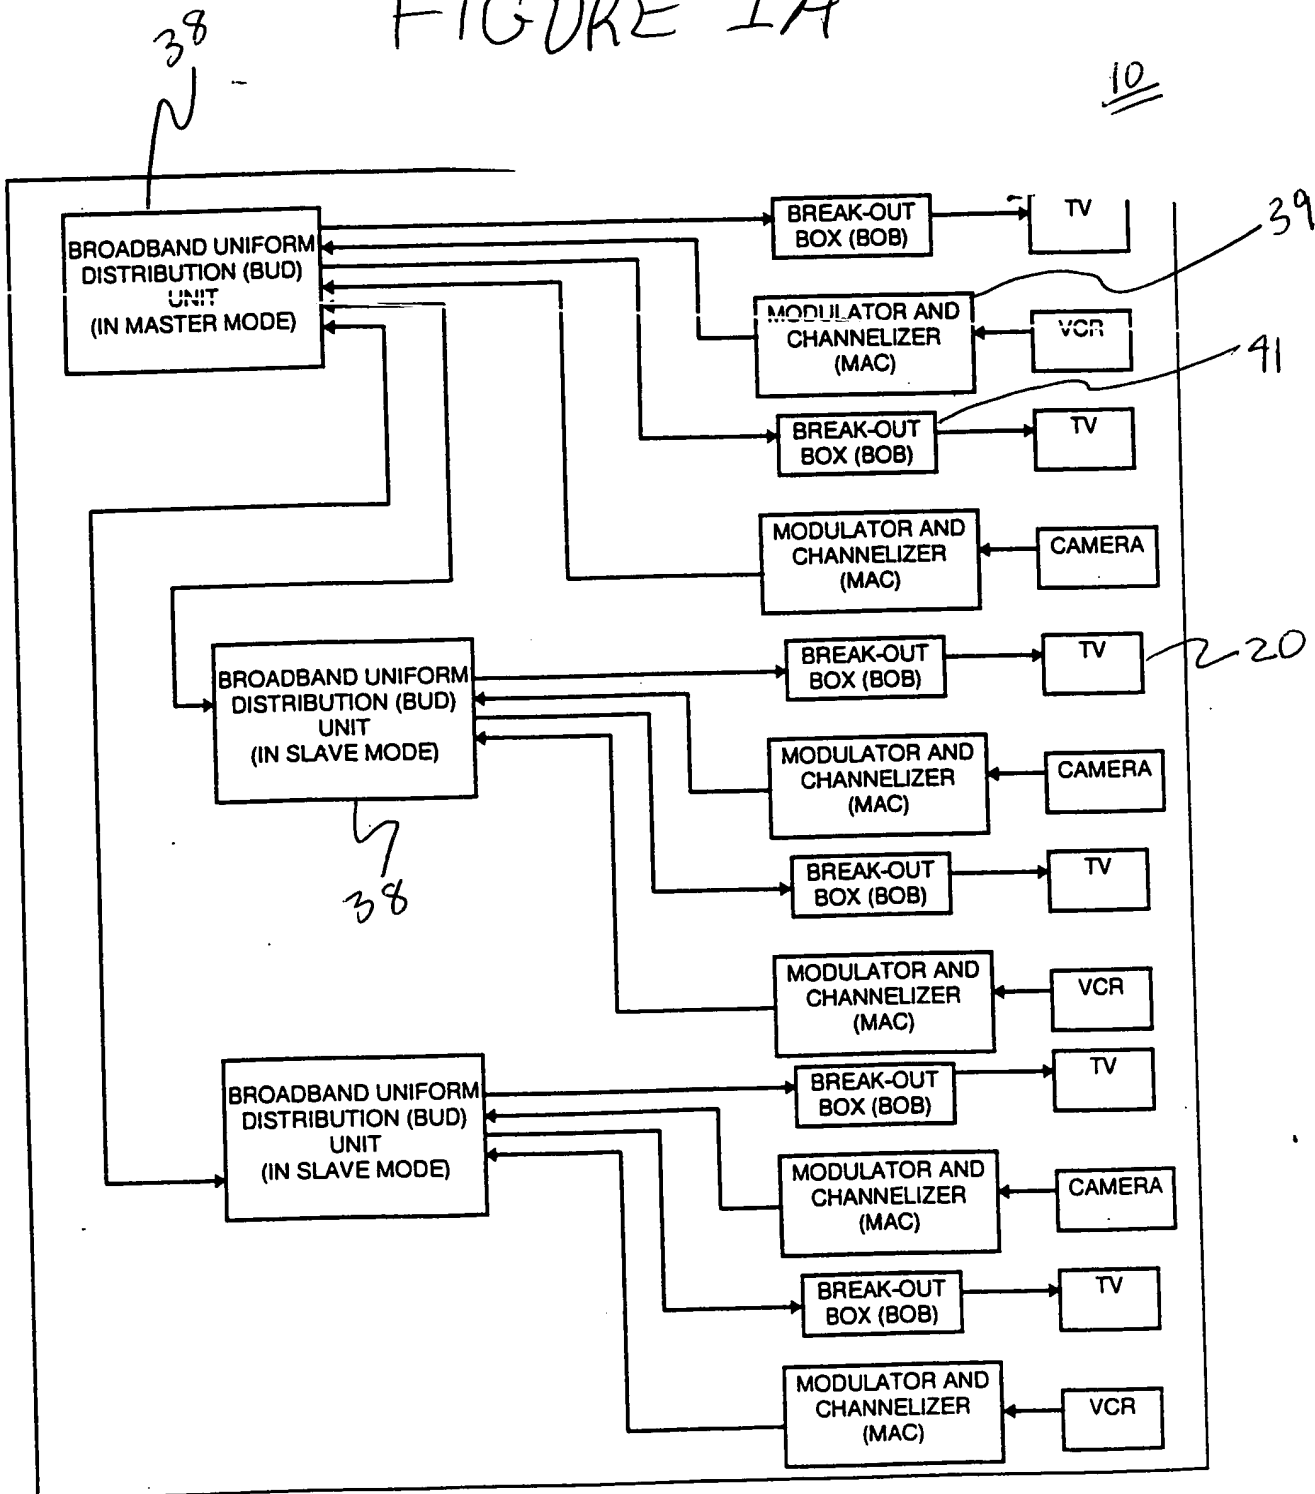 FIGURE 1A
38
10
BROADBAND UNIFORM
DISTRIBUTION (BUD)
UNIT
(IN MASTER MODE)
BREAK-OUT
BOX (BOB)
TV
39
MODULATOR AND
CHANNELIZER
(MAC)
VCR
41
BREAK-OUT
BOX (BOB)
TV
MODULATOR AND
CHANNELIZER
(MAC)
CAMERA
BROADBAND UNIFORM
DISTRIBUTION (BUD)
UNIT
(IN SLAVE MODE)
38
BREAK-OUT
BOX (BOB)
TV
20
MODULATOR AND
CHANNELIZER
(MAC)
CAMERA
BREAK-OUT
BOX (BOB)
TV
MODULATOR AND
CHANNELIZER
(MAC)
VCR
BROADBAND UNIFORM
DISTRIBUTION (BUD)
UNIT
(IN SLAVE MODE)
BREAK-OUT
BOX (BOB)
TV
MODULATOR AND
CHANNELIZER
(MAC)
CAMERA
BREAK-OUT
BOX (BOB)
TV
MODULATOR AND
CHANNELIZER
(MAC)
VCR